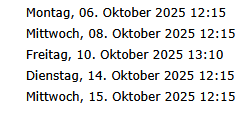 Montag, 06. Oktober 2025 12:15
Mittwoch, 08. Oktober 2025 12:15
Freitag, 10. Oktober 2025 13:10
Dienstag, 14. Oktober 2025 12:15
Mittwoch, 15. Oktober 2025 12:15